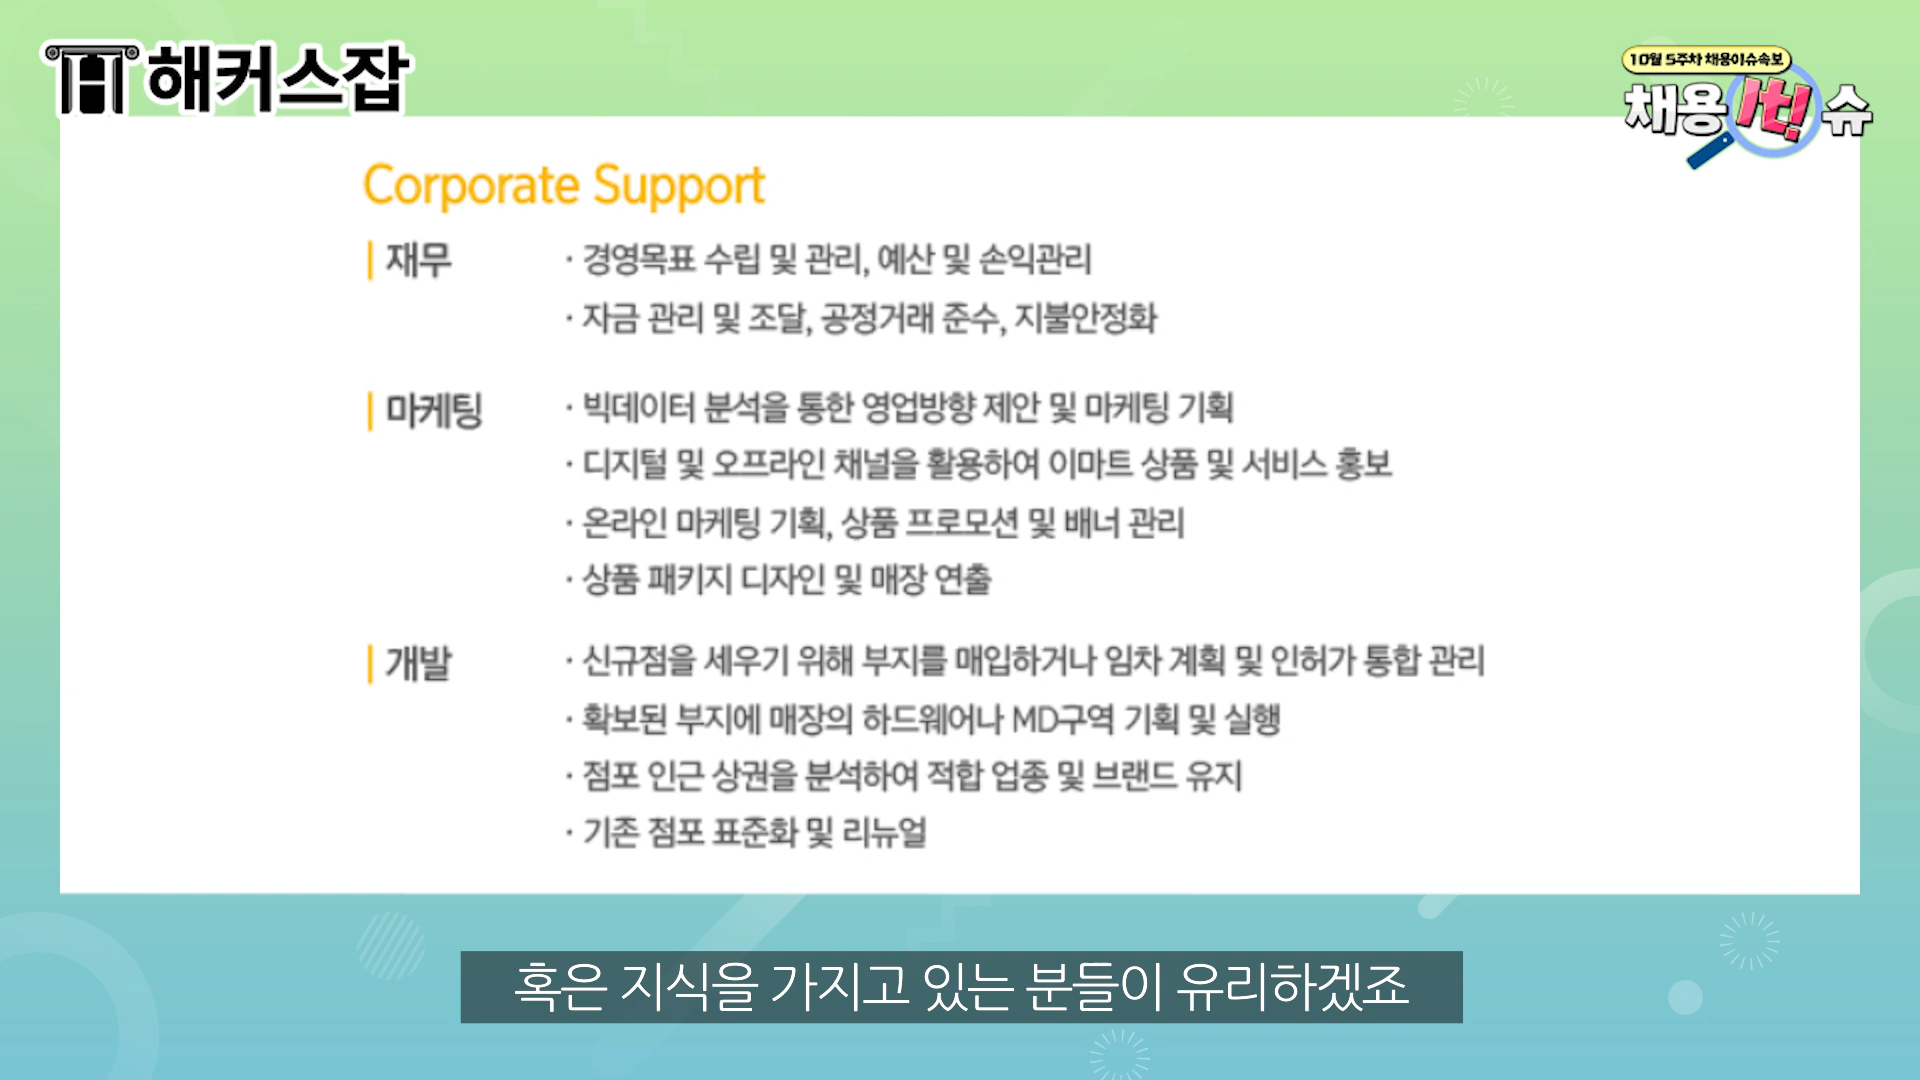 해커스잡
10월 5주차 채용이슈속보
채용 It! 슈
Corporate Support
재무
· 경영목표 수립 및 관리, 예산 및 손익관리
· 자금 관리 및 조달, 공정거래 준수, 지불안정화
마케팅
· 빅데이터 분석을 통한 영업방향 제안 및 마케팅 기획
· 디지털 및 오프라인 채널을 활용하여 이마트 상품 및 서비스 홍보
· 온라인 마케팅 기획, 상품 프로모션 및 배너 관리
· 상품 패키지 디자인 및 매장 연출
개발
· 신규점을 세우기 위해 부지를 매입하거나 임차 계획 및 인허가 통합 관리
· 확보된 부지에 매장의 하드웨어나 MD구역 기획 및 실행
· 점포 인근 상권을 분석하여 적합 업종 및 브랜드 유지
· 기존 점포 표준화 및 리뉴얼
혹은 지식을 가지고 있는 분들이 유리하겠죠